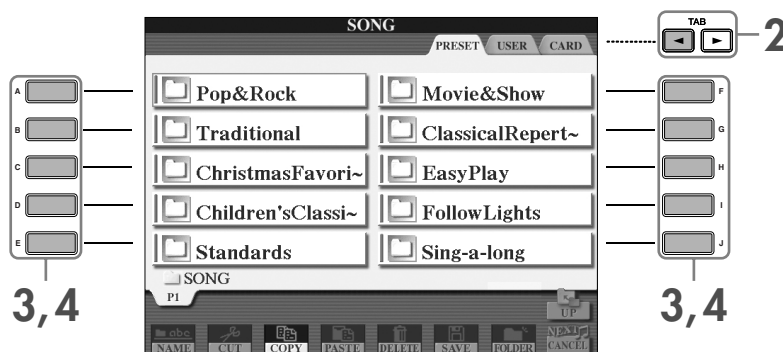 SONG
TAB
PRESET USER CARD
2
A Pop&Rock Movie&Show F
B Traditional ClassicalRepert~ G
C ChristmasFavori~ EasyPlay H
D Children'sClassi~ FollowLights I
E Standards Sing-a-long J
SONG
3,4 P1 UP 3,4
abc NEXT
NAME CUT COPY PASTE DELETE SAVE FOLDER CANCEL